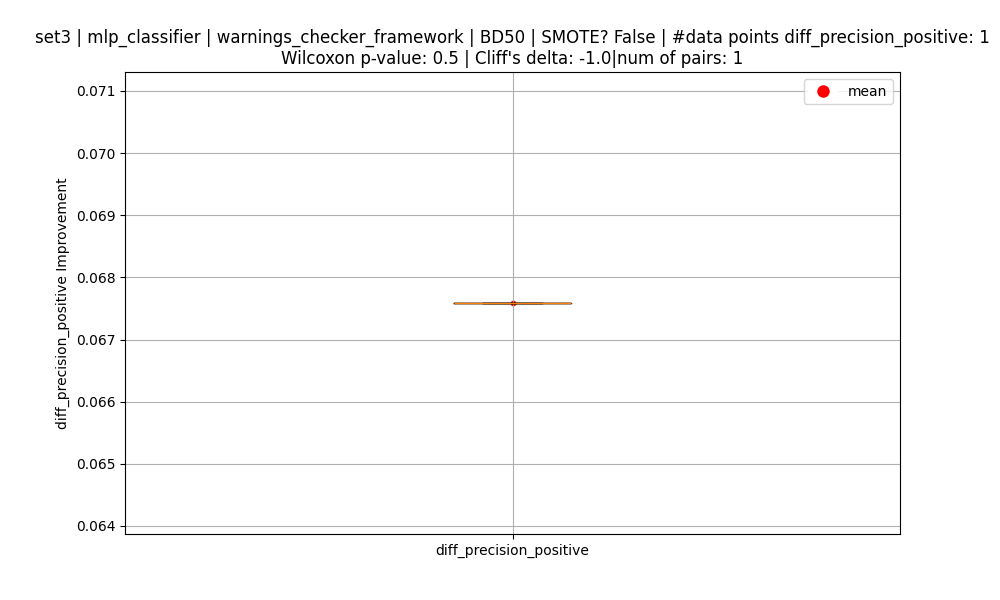 set3 | mlp_classifier | warnings_checker_framework | BD50 | SMOTE? False | #data points diff_precision_positive: 1
Wilcoxon p-value: 0.5 | Cliff's delta: -1.0|num of pairs: 1
mean
diff_precision_positive Improvement
0.071
0.070
0.069
0.068
0.067
0.066
0.065
0.064
diff_precision_positive